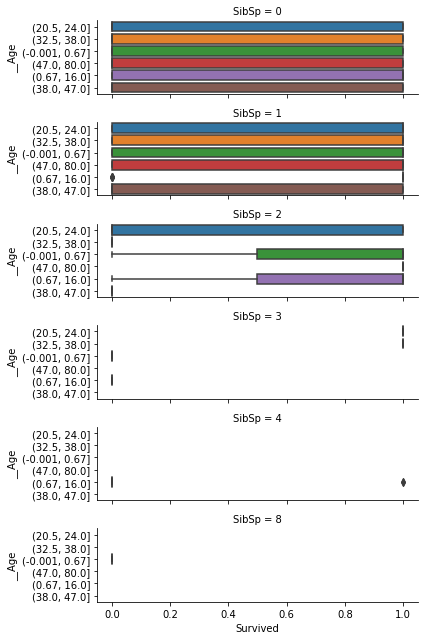 SibSp = 0
__Age
(20.5, 24.0]
(32.5, 38.0]
(-0.001, 0.67]
(47.0, 80.0]
(0.67, 16.0]
(38.0, 47.0]
SibSp = 1
__Age
(20.5, 24.0]
(32.5, 38.0]
(-0.001, 0.67]
(47.0, 80.0]
(0.67, 16.0]
(38.0, 47.0]
SibSp = 2
__Age
(20.5, 24.0]
(32.5, 38.0]
(-0.001, 0.67]
(47.0, 80.0]
(0.67, 16.0]
(38.0, 47.0]
SibSp = 3
__Age
(20.5, 24.0]
(32.5, 38.0]
(-0.001, 0.67]
(47.0, 80.0]
(0.67, 16.0]
(38.0, 47.0]
SibSp = 4
__Age
(20.5, 24.0]
(32.5, 38.0]
(-0.001, 0.67]
(47.0, 80.0]
(0.67, 16.0]
(38.0, 47.0]
SibSp = 8
__Age
(20.5, 24.0]
(32.5, 38.0]
(-0.001, 0.67]
(47.0, 80.0]
(0.67, 16.0]
(38.0, 47.0]
0.0 0.2 0.4 0.6 0.8 1.0
Survived